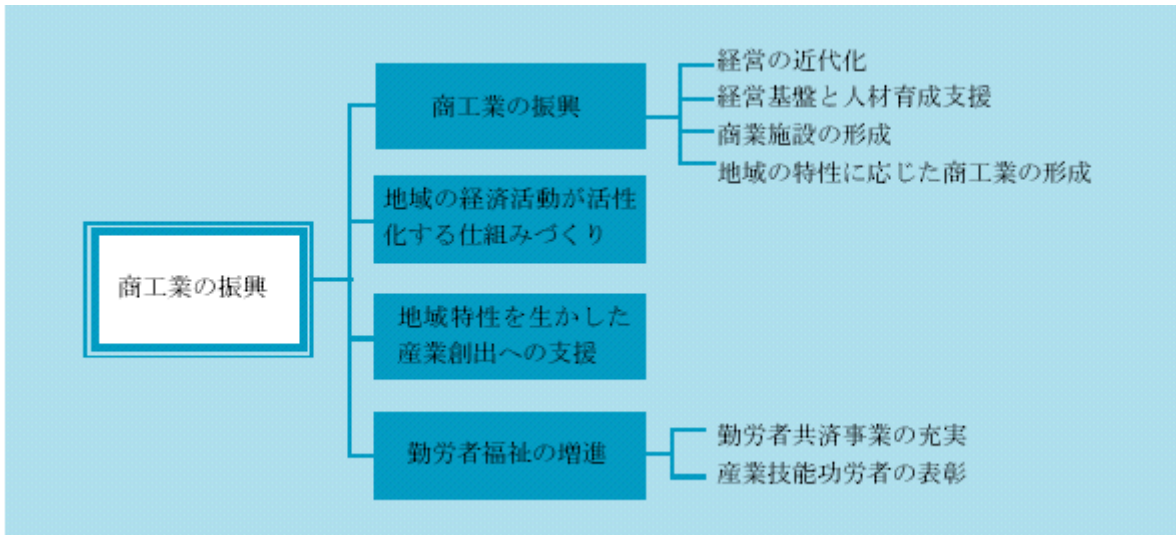 商工業の振興
商工業の振興
経営の近代化
経営基盤と人材育成支援
商業施設の形成
地域の特性に応じた商工業の形成
地域の経済活動が活性
化する仕組みづくり
地域特性を生かした
産業創出への支援
勤労者福祉の増進
勤労者共済事業の充実
産業技能功労者の表彰